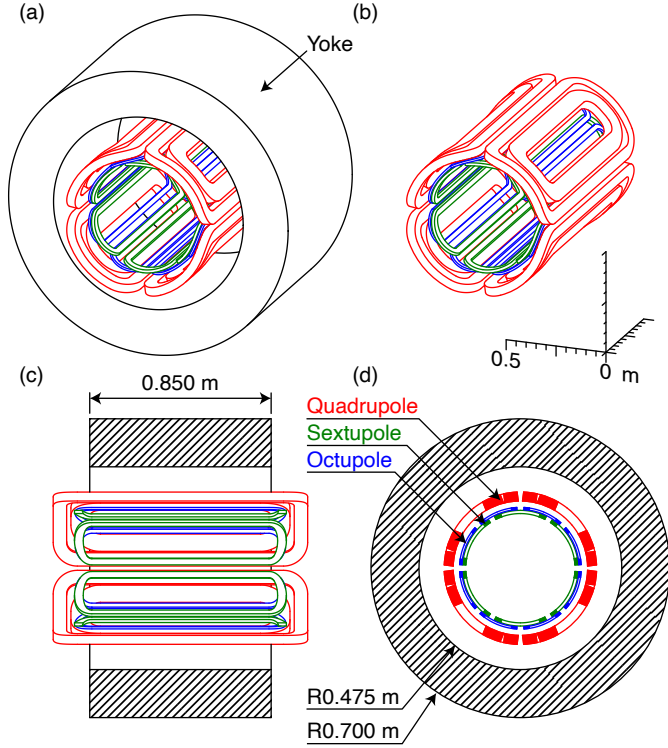 (a)
Yoke
(b)
0.5
0
m
(c)
0.850 m
(d)
Quadrupole
Sextupole
Octupole
R0.475 m
R0.700 m